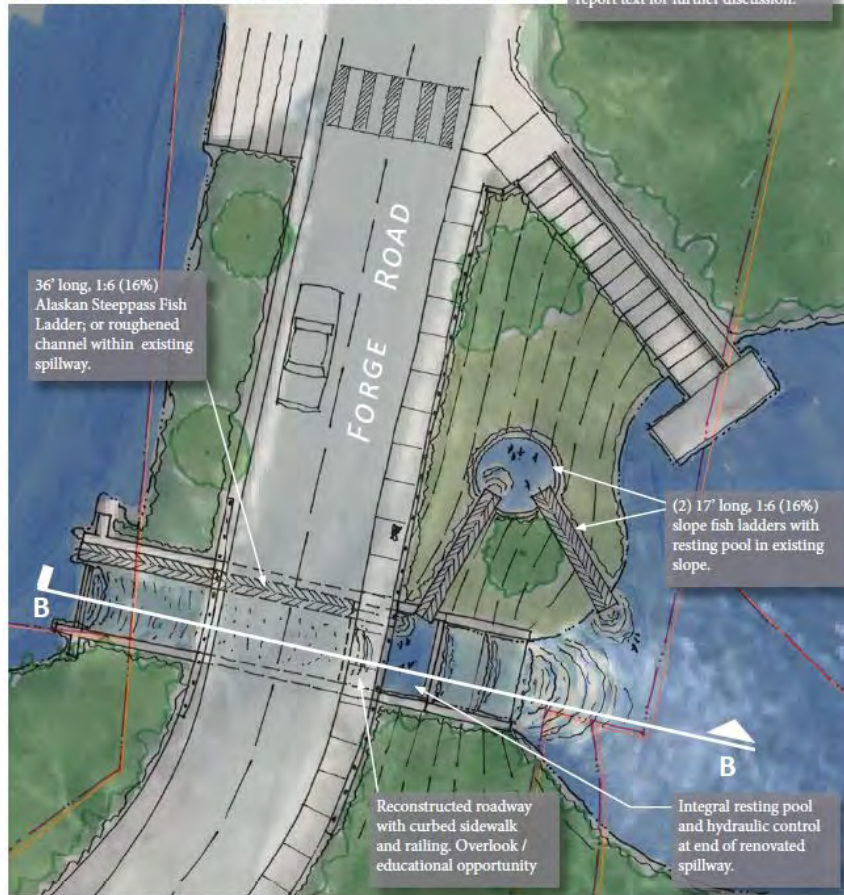 report text for further discussion.
FORGE ROAD
36' long, 1:6 (16%)
Alaskan Steeppass Fish
Ladder; or roughened
channel within existing
spillway.
(2) 17' long, 1:6 (16%)
slope fish ladders with
resting pool in existing
slope.
B
B
Reconstructed roadway
with curbed sidewalk
and railing. Overlook /
educational opportunity
Integral resting pool
and hydraulic control
at end of renovated
spillway.